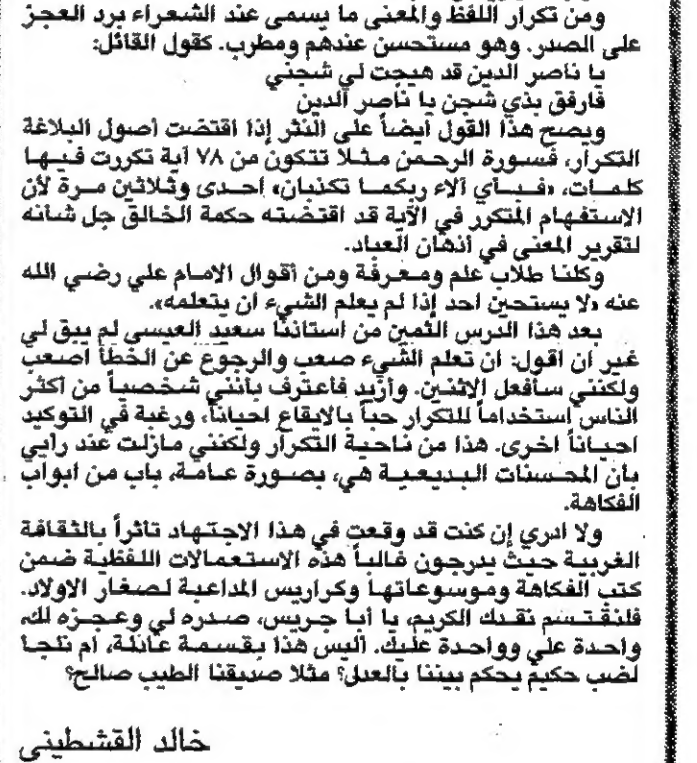 ومن تكرار اللفظ والمعنى ما يسمى عند الشعراء برد العجز
على الصدر. وهو مستحسن عندهم ومطرب. كقول القائل:
يا ناصر الدين قد هيجت لي شجني
فارفق بذي شجن يا ناصر الدين
ويصح هذا القول أيضاً على النثر إذا اقتضت أصول البلاغة
التكرار، فسورة الرحمن مثلا تتكون من ٧٨ آية تكررت فيها
كلمات، «فبأي آلاء ربكما تكذبان» احدى وثلاثين مرة لأن
الاستفهام المتكرر في الآية قد اقتضته حكمة الخالق جل شأنه
لتقرير المعنى في أذهان العباد.
وكلنا طلاب علم ومعرفة ومن أقوال الامام علي رضي الله
عنه «لا يستحين احد إذا لم يعلم الشيء ان يتعلمه».
بعد هذا الدرس الثمين من استاذنا سعيد العيسى لم يبق لي
غير ان اقول: ان تعلم الشيء صعب والرجوع عن الخطأ اصعب
ولكنني سأفعل الاثنين. وأزيد فأعترف بأنني شخصياً من اكثر
الناس استخداماً للتكرار حباً بالايقاع احياناً، ورغبة في التوكيد
احياناً اخرى. هذا من ناحية التكرار ولكنني مازلت عند رايي
بأن المحسنات البديعية هي، بصورة عامة، باب من ابواب
الفكاهة.
ولا ادري إن كنت قد وقعت في هذا الاجتهاد تأثراً بالثقافة
الغربية حيث يدرجون غالباً هذه الاستعمالات اللفظية ضمن
كتب الفكاهة وموسوعاتها وكراريس المداعبة لصغار الاولاد.
فلنقتسم نقدك الكريم، يا أبا جريس، صدره لي وعجزه لك،
واحدة علي وواحدة عليك. أليس هذا بقسمة عادلة، ام نلجأ
لضب حكيم يحكم بيننا بالعدل؟ مثلا صديقنا الطيب صالح؟
خالد القشطيني